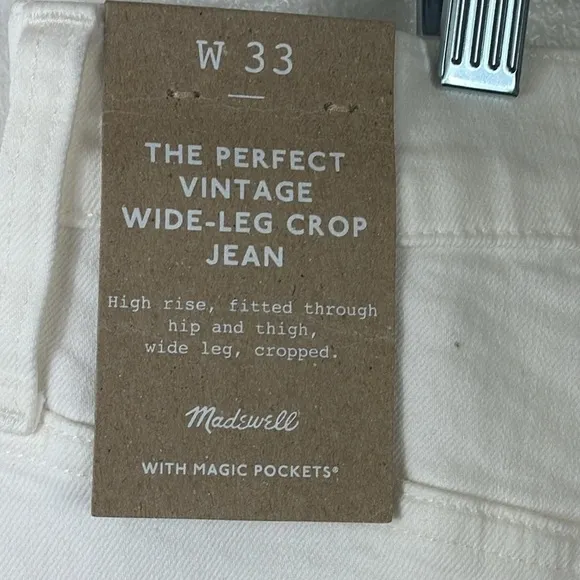 W 33
THE PERFECT
VINTAGE
WIDE-LEG CROP
JEAN
High rise, fitted through
hip and thigh,
wide leg, cropped.
Madewell
WITH MAGIC POCKETS®